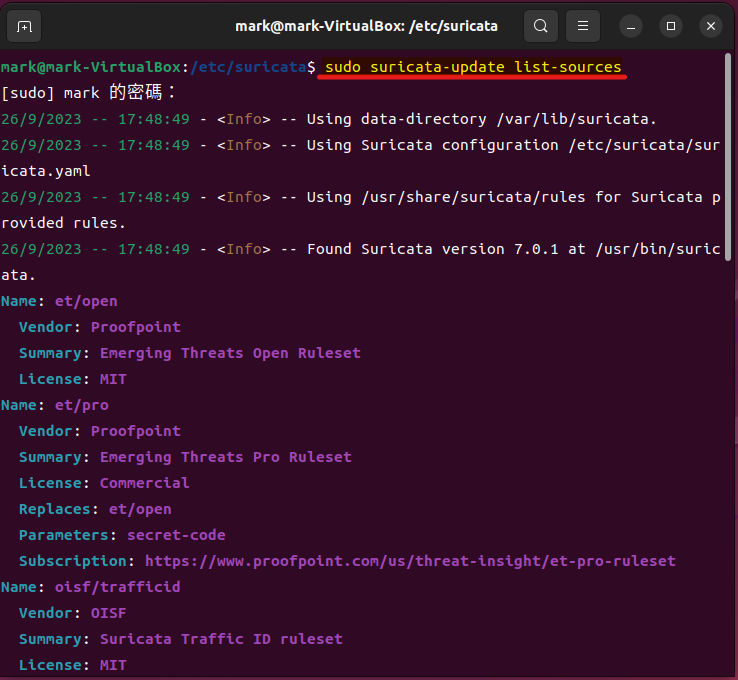 mark@mark-VirtualBox: /etc/suricata
mark@mark-VirtualBox:/etc/suricata$ sudo suricata-update list-sources
[sudo] mark 的密碼：
26/9/2023 -- 17:48:49 - <Info> -- Using data-directory /var/lib/suricata.
26/9/2023 -- 17:48:49 - <Info> -- Using Suricata configuration /etc/suricata/sur
icata.yaml
26/9/2023 -- 17:48:49 - <Info> -- Using /usr/share/suricata/rules for Suricata p
rovided rules.
26/9/2023 -- 17:48:49 - <Info> -- Found Suricata version 7.0.1 at /usr/bin/suric
ata.
Name: et/open
  Vendor: Proofpoint
  Summary: Emerging Threats Open Ruleset
  License: MIT
Name: et/pro
  Vendor: Proofpoint
  Summary: Emerging Threats Pro Ruleset
  License: Commercial
  Replaces: et/open
  Parameters: secret-code
  Subscription: https://www.proofpoint.com/us/threat-insight/et-pro-ruleset
Name: oisf/trafficid
  Vendor: OISF
  Summary: Suricata Traffic ID ruleset
  License: MIT